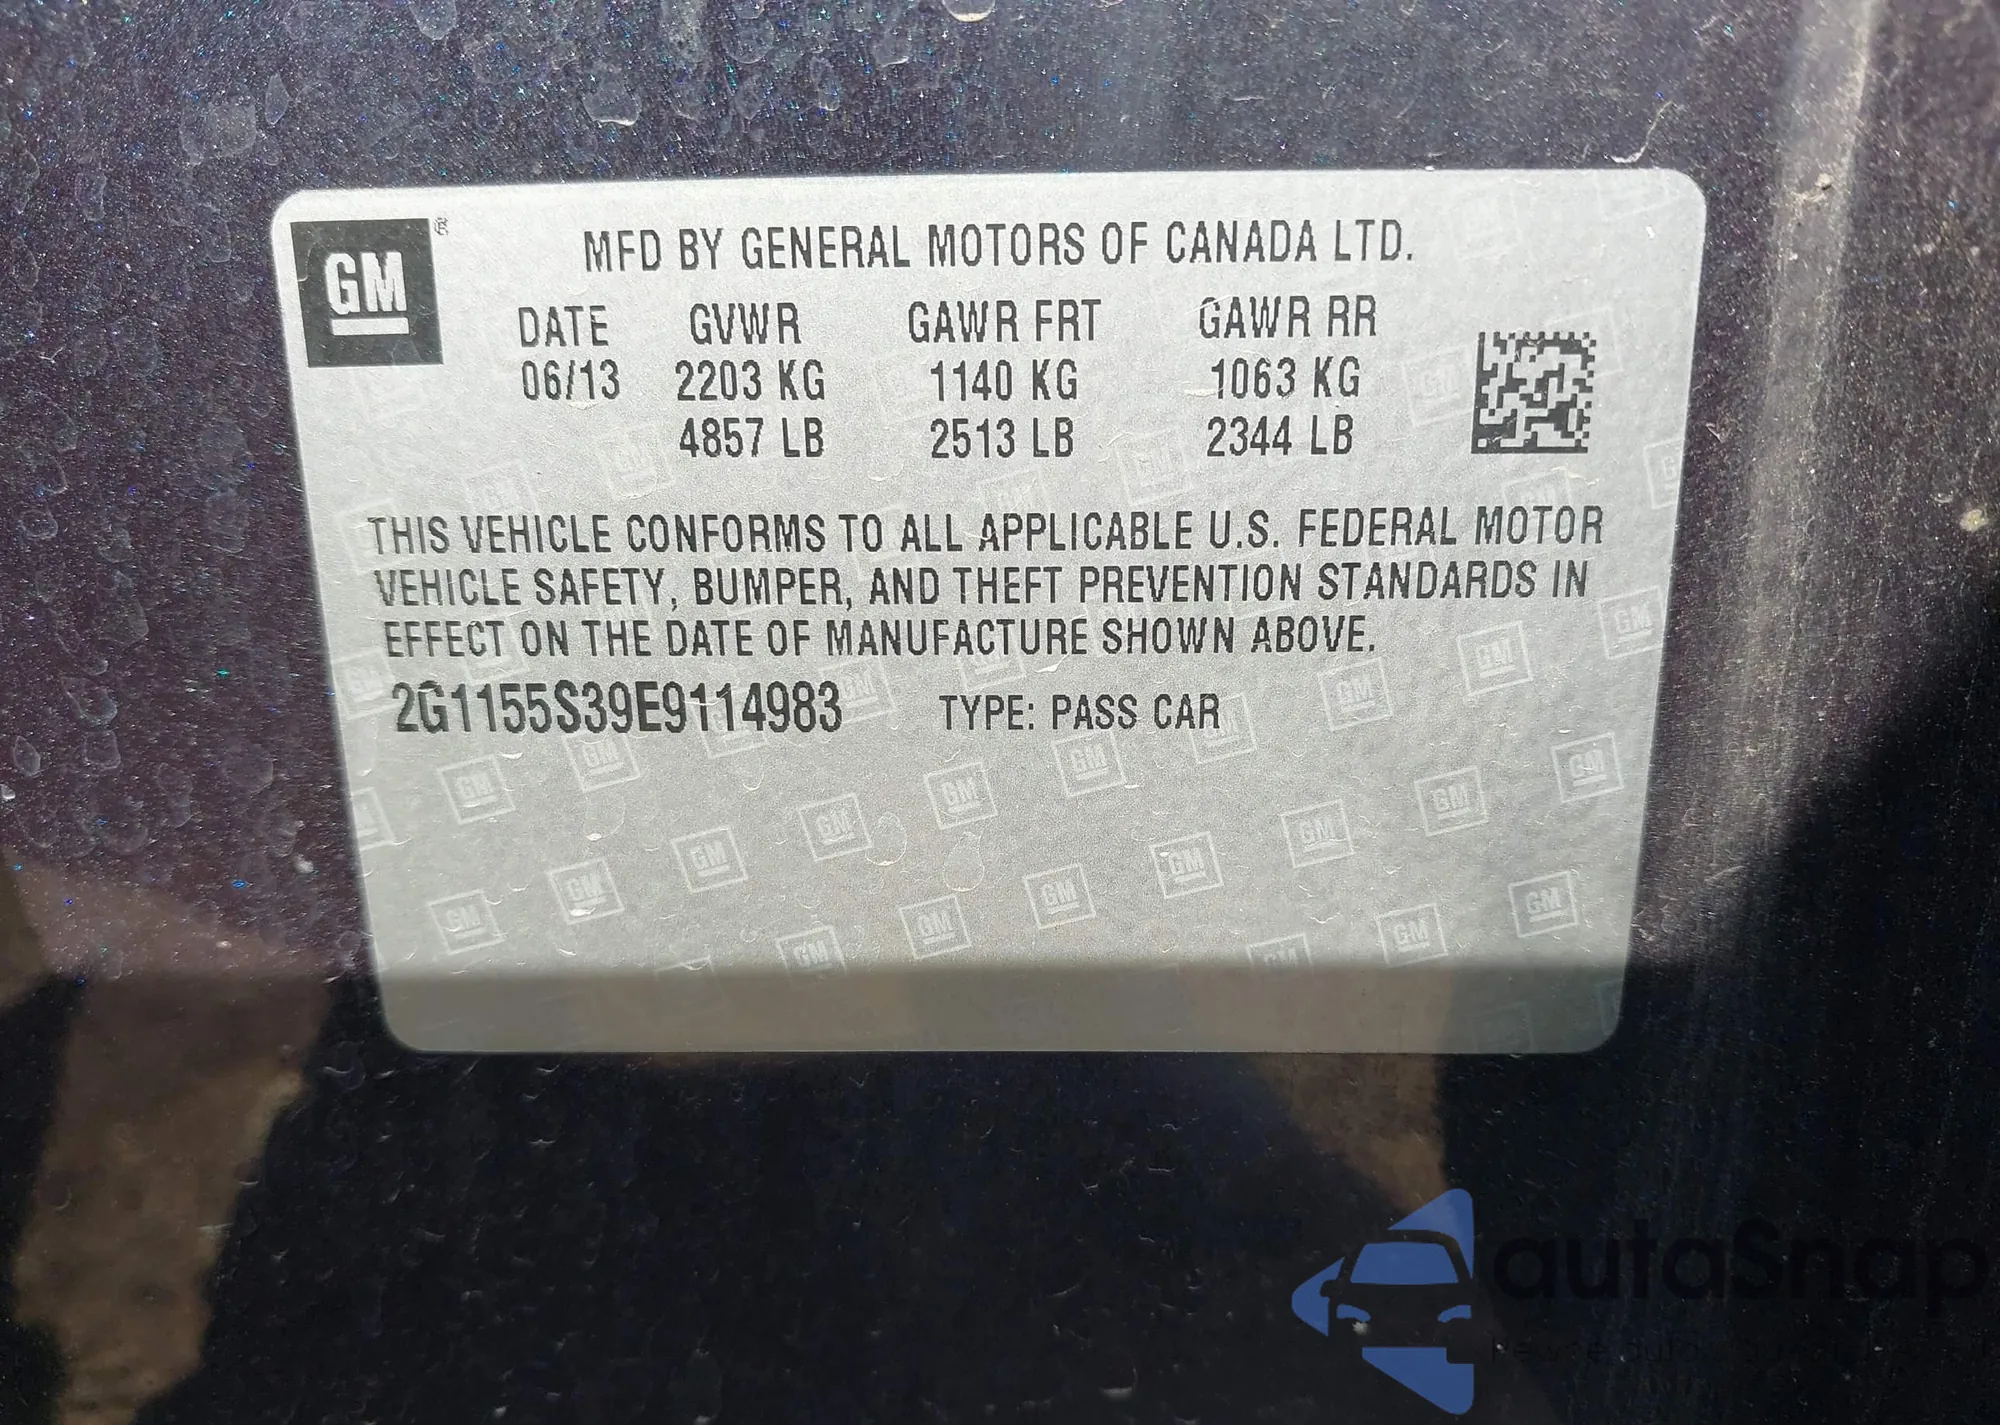 GM ®
MFD BY GENERAL MOTORS OF CANADA LTD.
DATE GVWR GAWR FRT GAWR RR
06/13 2203 KG 1140 KG 1063 KG
4857 LB 2513 LB 2344 LB
THIS VEHICLE CONFORMS TO ALL APPLICABLE U.S. FEDERAL MOTOR
VEHICLE SAFETY, BUMPER, AND THEFT PREVENTION STANDARDS IN
EFFECT ON THE DATE OF MANUFACTURE SHOWN ABOVE.
2G1155S39E9114983 TYPE: PASS CAR
autaSnap